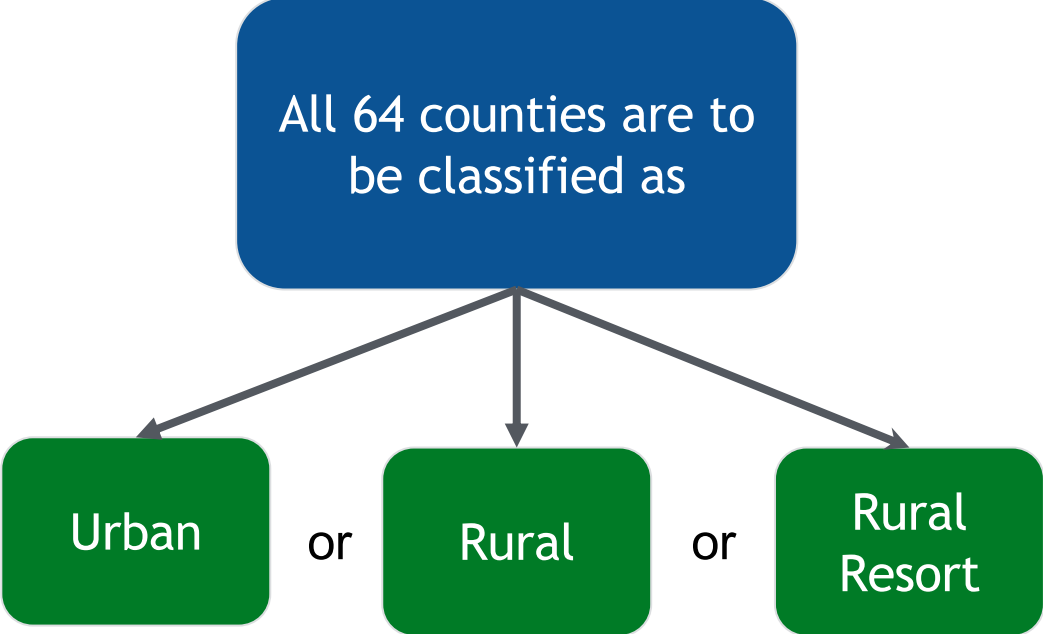 All 64 counties are to
be classified as
Urban
or
Rural
or
Rural
Resort